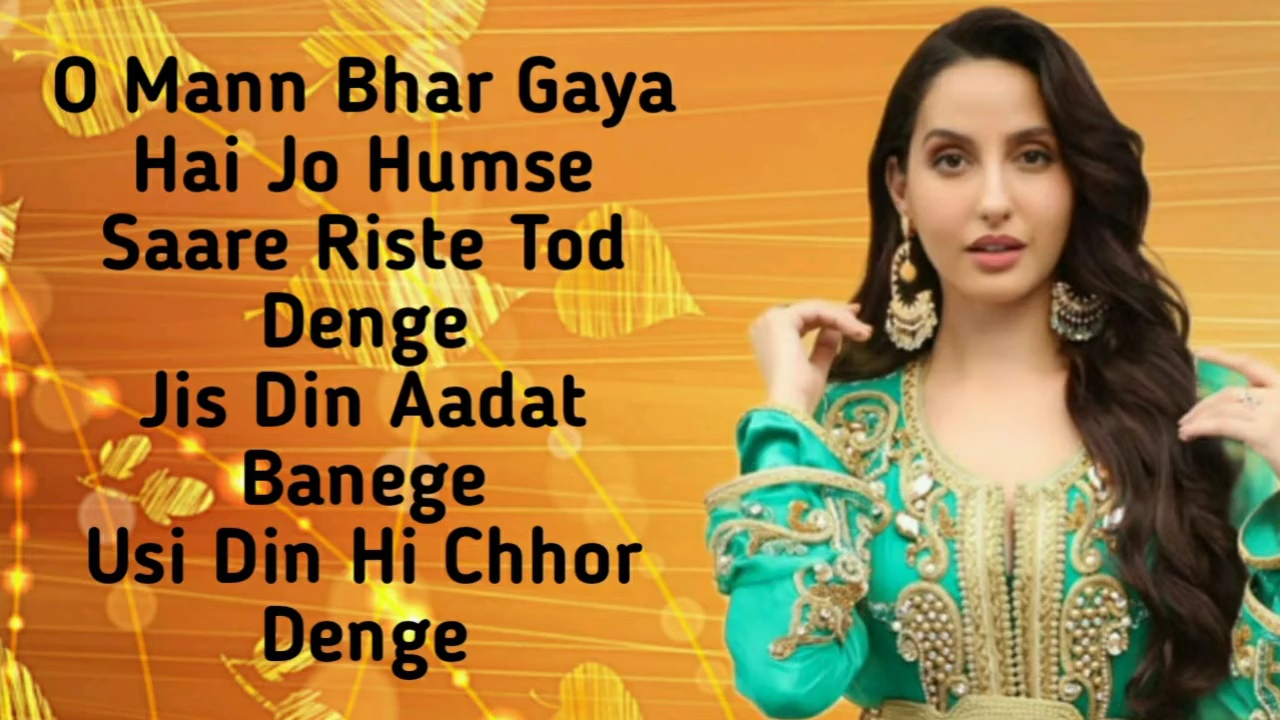 O Mann Bhar Gaya
Hai Jo Humse
Saare Riste Tod
Denge
Jis Din Aadat
Banege
Usi Din Hi Chhor
Denge